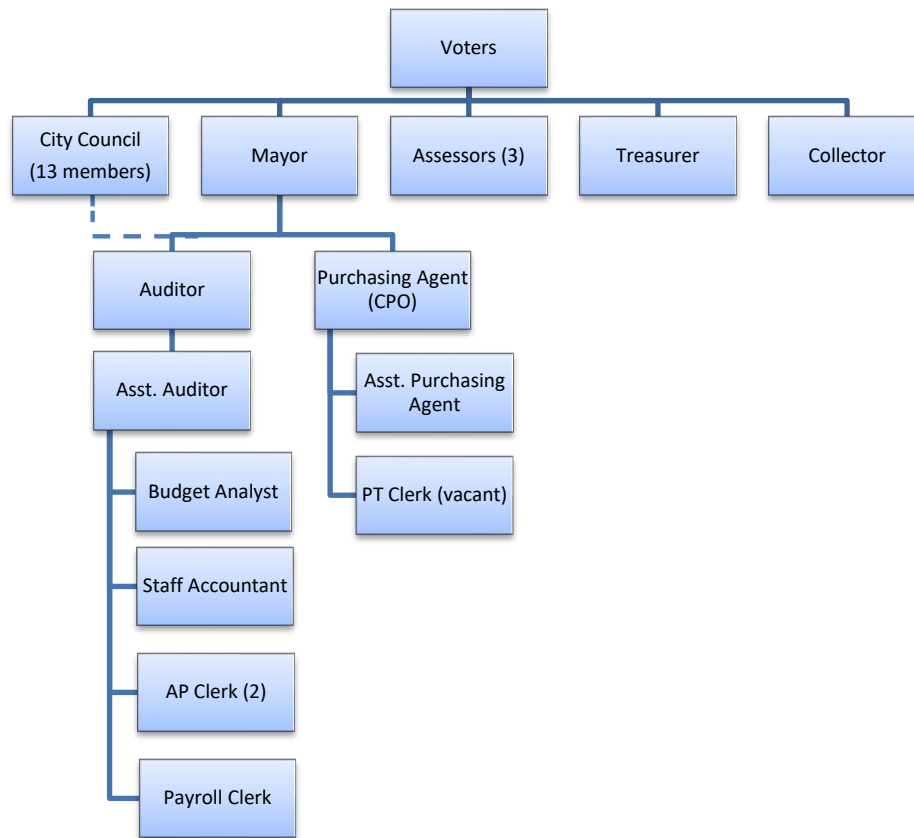 Voters
City Council
(13 members)
Mayor
Assessors (3)
Treasurer
Collector
Auditor
Purchasing Agent
(CPO)
Asst. Auditor
Asst. Purchasing
Agent
Budget Analyst
PT Clerk (vacant)
Staff Accountant
AP Clerk (2)
Payroll Clerk